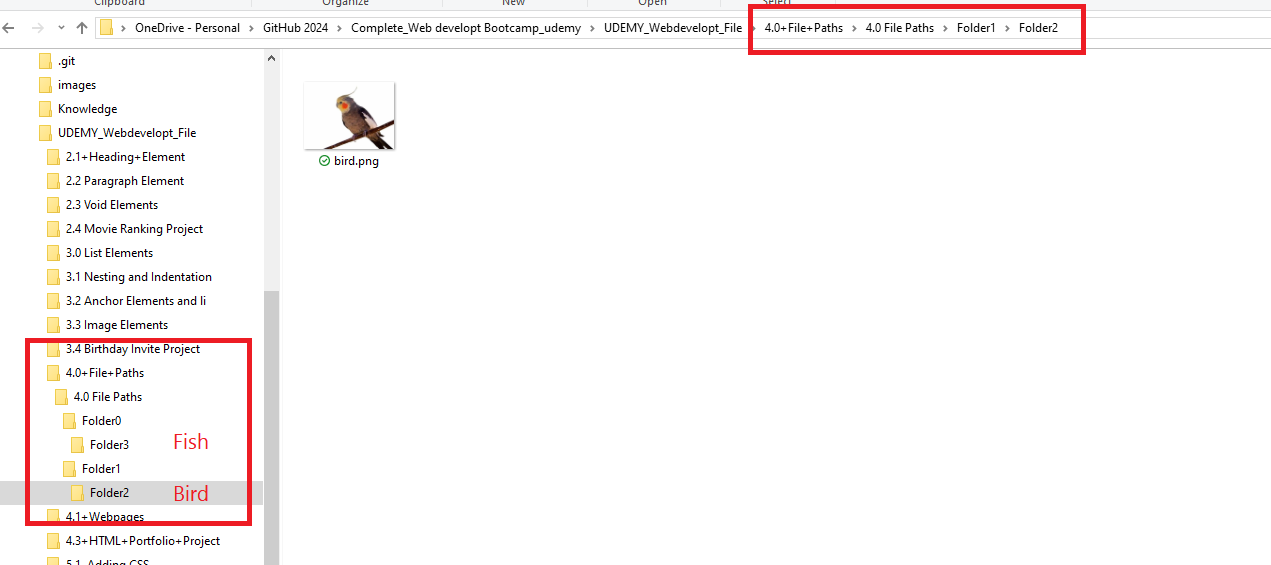 Clipboard Organize New Open Select
OneDrive - Personal > GitHub 2024 > Complete_Web developt Bootcamp_udemy > UDEMY_Webdevelopt_File > 4.0+File+Paths > 4.0 File Paths > Folder1 > Folder2
.git
images
Knowledge
UDEMY_Webdevelopt_File
2.1+Heading+Element
2.2 Paragraph Element
2.3 Void Elements
2.4 Movie Ranking Project
3.0 List Elements
3.1 Nesting and Indentation
3.2 Anchor Elements and li
3.3 Image Elements
3.4 Birthday Invite Project
4.0+File+Paths
4.0 File Paths
Folder0
Folder3 Fish
Folder1
Folder2 Bird
4.1+Webpages
4.3+HTML+Portfolio+Project
5.1- Adding CSS
bird.png